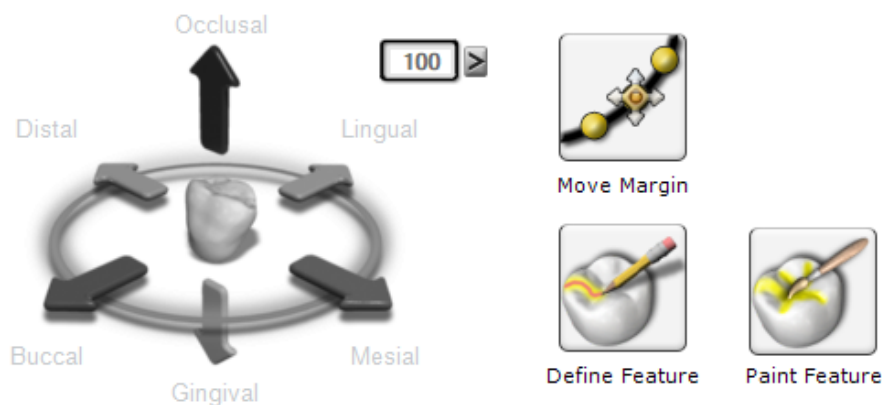 Occlusal
100 >
Distal
Lingual
Move Margin
Buccal
Mesial
Gingival
Define Feature
Paint Feature